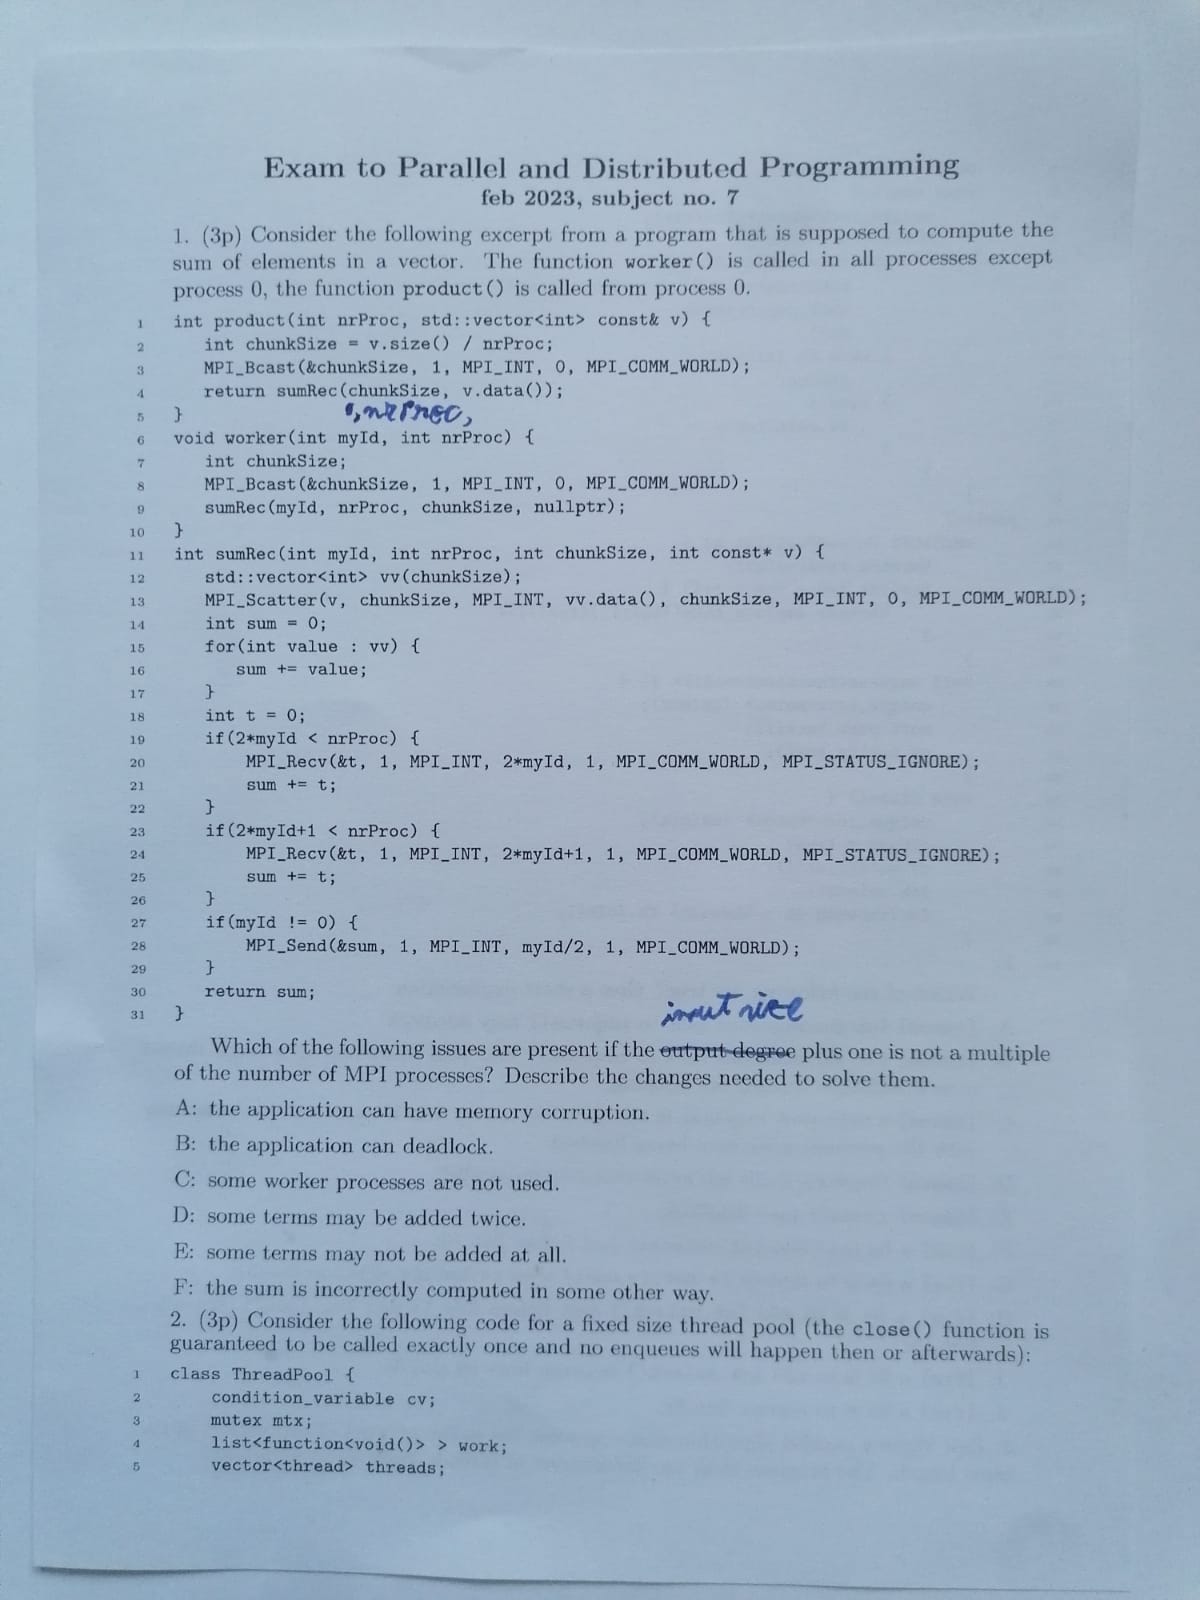 Exam to Parallel and Distributed Programming
feb 2023, subject no. 7
1. (3p) Consider the following excerpt from a program that is supposed to compute the
sum of elements in a vector. The function worker() is called in all processes except
process 0, the function product() is called from process 0.
1 int product(int nrProc, std::vector<int> const& v) {
2 int chunkSize = v.size() / nrProc;
3 MPI_Bcast(&chunkSize, 1, MPI_INT, 0, MPI_COMM_WORLD);
4 return sumRec(chunkSize, v.data());
5 }
0,nrProc,
6 void worker(int myId, int nrProc) {
7 int chunkSize;
8 MPI_Bcast(&chunkSize, 1, MPI_INT, 0, MPI_COMM_WORLD);
9 sumRec(myId, nrProc, chunkSize, nullptr);
10 }
11 int sumRec(int myId, int nrProc, int chunkSize, int const* v) {
12 std::vector<int> vv(chunkSize);
13 MPI_Scatter(v, chunkSize, MPI_INT, vv.data(), chunkSize, MPI_INT, 0, MPI_COMM_WORLD);
14 int sum = 0;
15 for(int value : vv) {
16 sum += value;
17 }
18 int t = 0;
19 if(2*myId < nrProc) {
20 MPI_Recv(&t, 1, MPI_INT, 2*myId, 1, MPI_COMM_WORLD, MPI_STATUS_IGNORE);
21 sum += t;
22 }
23 if(2*myId+1 < nrProc) {
24 MPI_Recv(&t, 1, MPI_INT, 2*myId+1, 1, MPI_COMM_WORLD, MPI_STATUS_IGNORE);
25 sum += t;
26 }
27 if(myId != 0) {
28 MPI_Send(&sum, 1, MPI_INT, myId/2, 1, MPI_COMM_WORLD);
29 }
30 return sum;
31 }
input size
Which of the following issues are present if the output degree plus one is not a multiple
of the number of MPI processes? Describe the changes needed to solve them.
A: the application can have memory corruption.
B: the application can deadlock.
C: some worker processes are not used.
D: some terms may be added twice.
E: some terms may not be added at all.
F: the sum is incorrectly computed in some other way.
2. (3p) Consider the following code for a fixed size thread pool (the close() function is
guaranteed to be called exactly once and no enqueues will happen then or afterwards):
1 class ThreadPool {
2 condition_variable cv;
3 mutex mtx;
4 list<function<void()> > work;
5 vector<thread> threads;